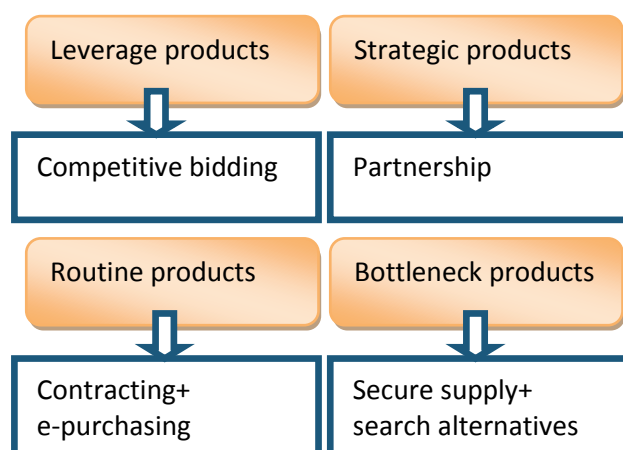 Leverage products
Strategic products
Competitive bidding
Partnership
Routine products
Bottleneck products
Contracting+
e-purchasing
Secure supply+
search alternatives